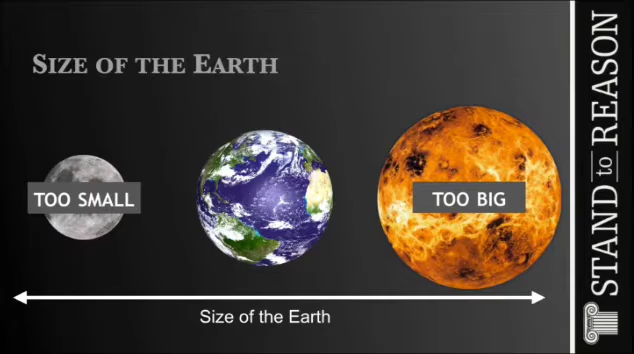 SIZE OF THE EARTH
TOO SMALL
TOO BIG
Size of the Earth
STAND to REASON